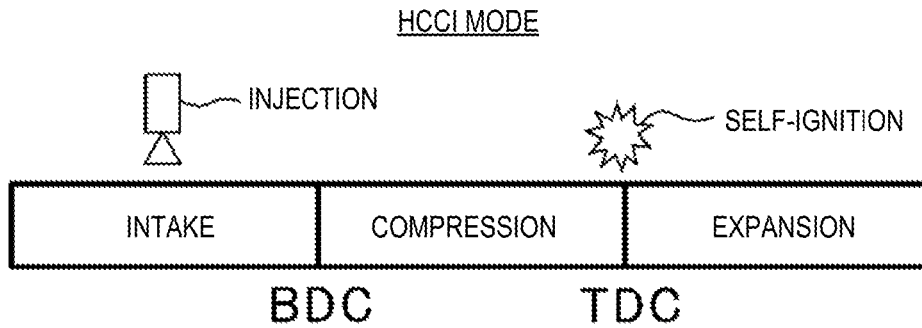 HCCI MODE
INJECTION
SELF-IGNITION
INTAKE COMPRESSION EXPANSION
BDC TDC